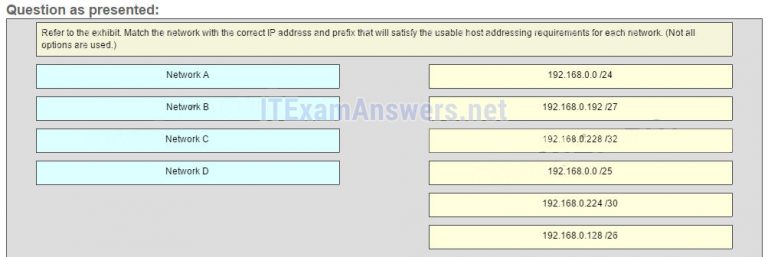 Question as presented:
Refer to the exhibit. Match the network with the correct IP address and prefix that will satisfy the usable host addressing requirements for each network. (Not all
options are used.)
Network A
192.168.0.0 /24
Network B
192.168.0.192 /27
ITExamAnswers.net
Network C
192.168.0.228 /32
Network D
192.168.0.0 /25
192.168.0.224 /30
192.168.0.128 /26